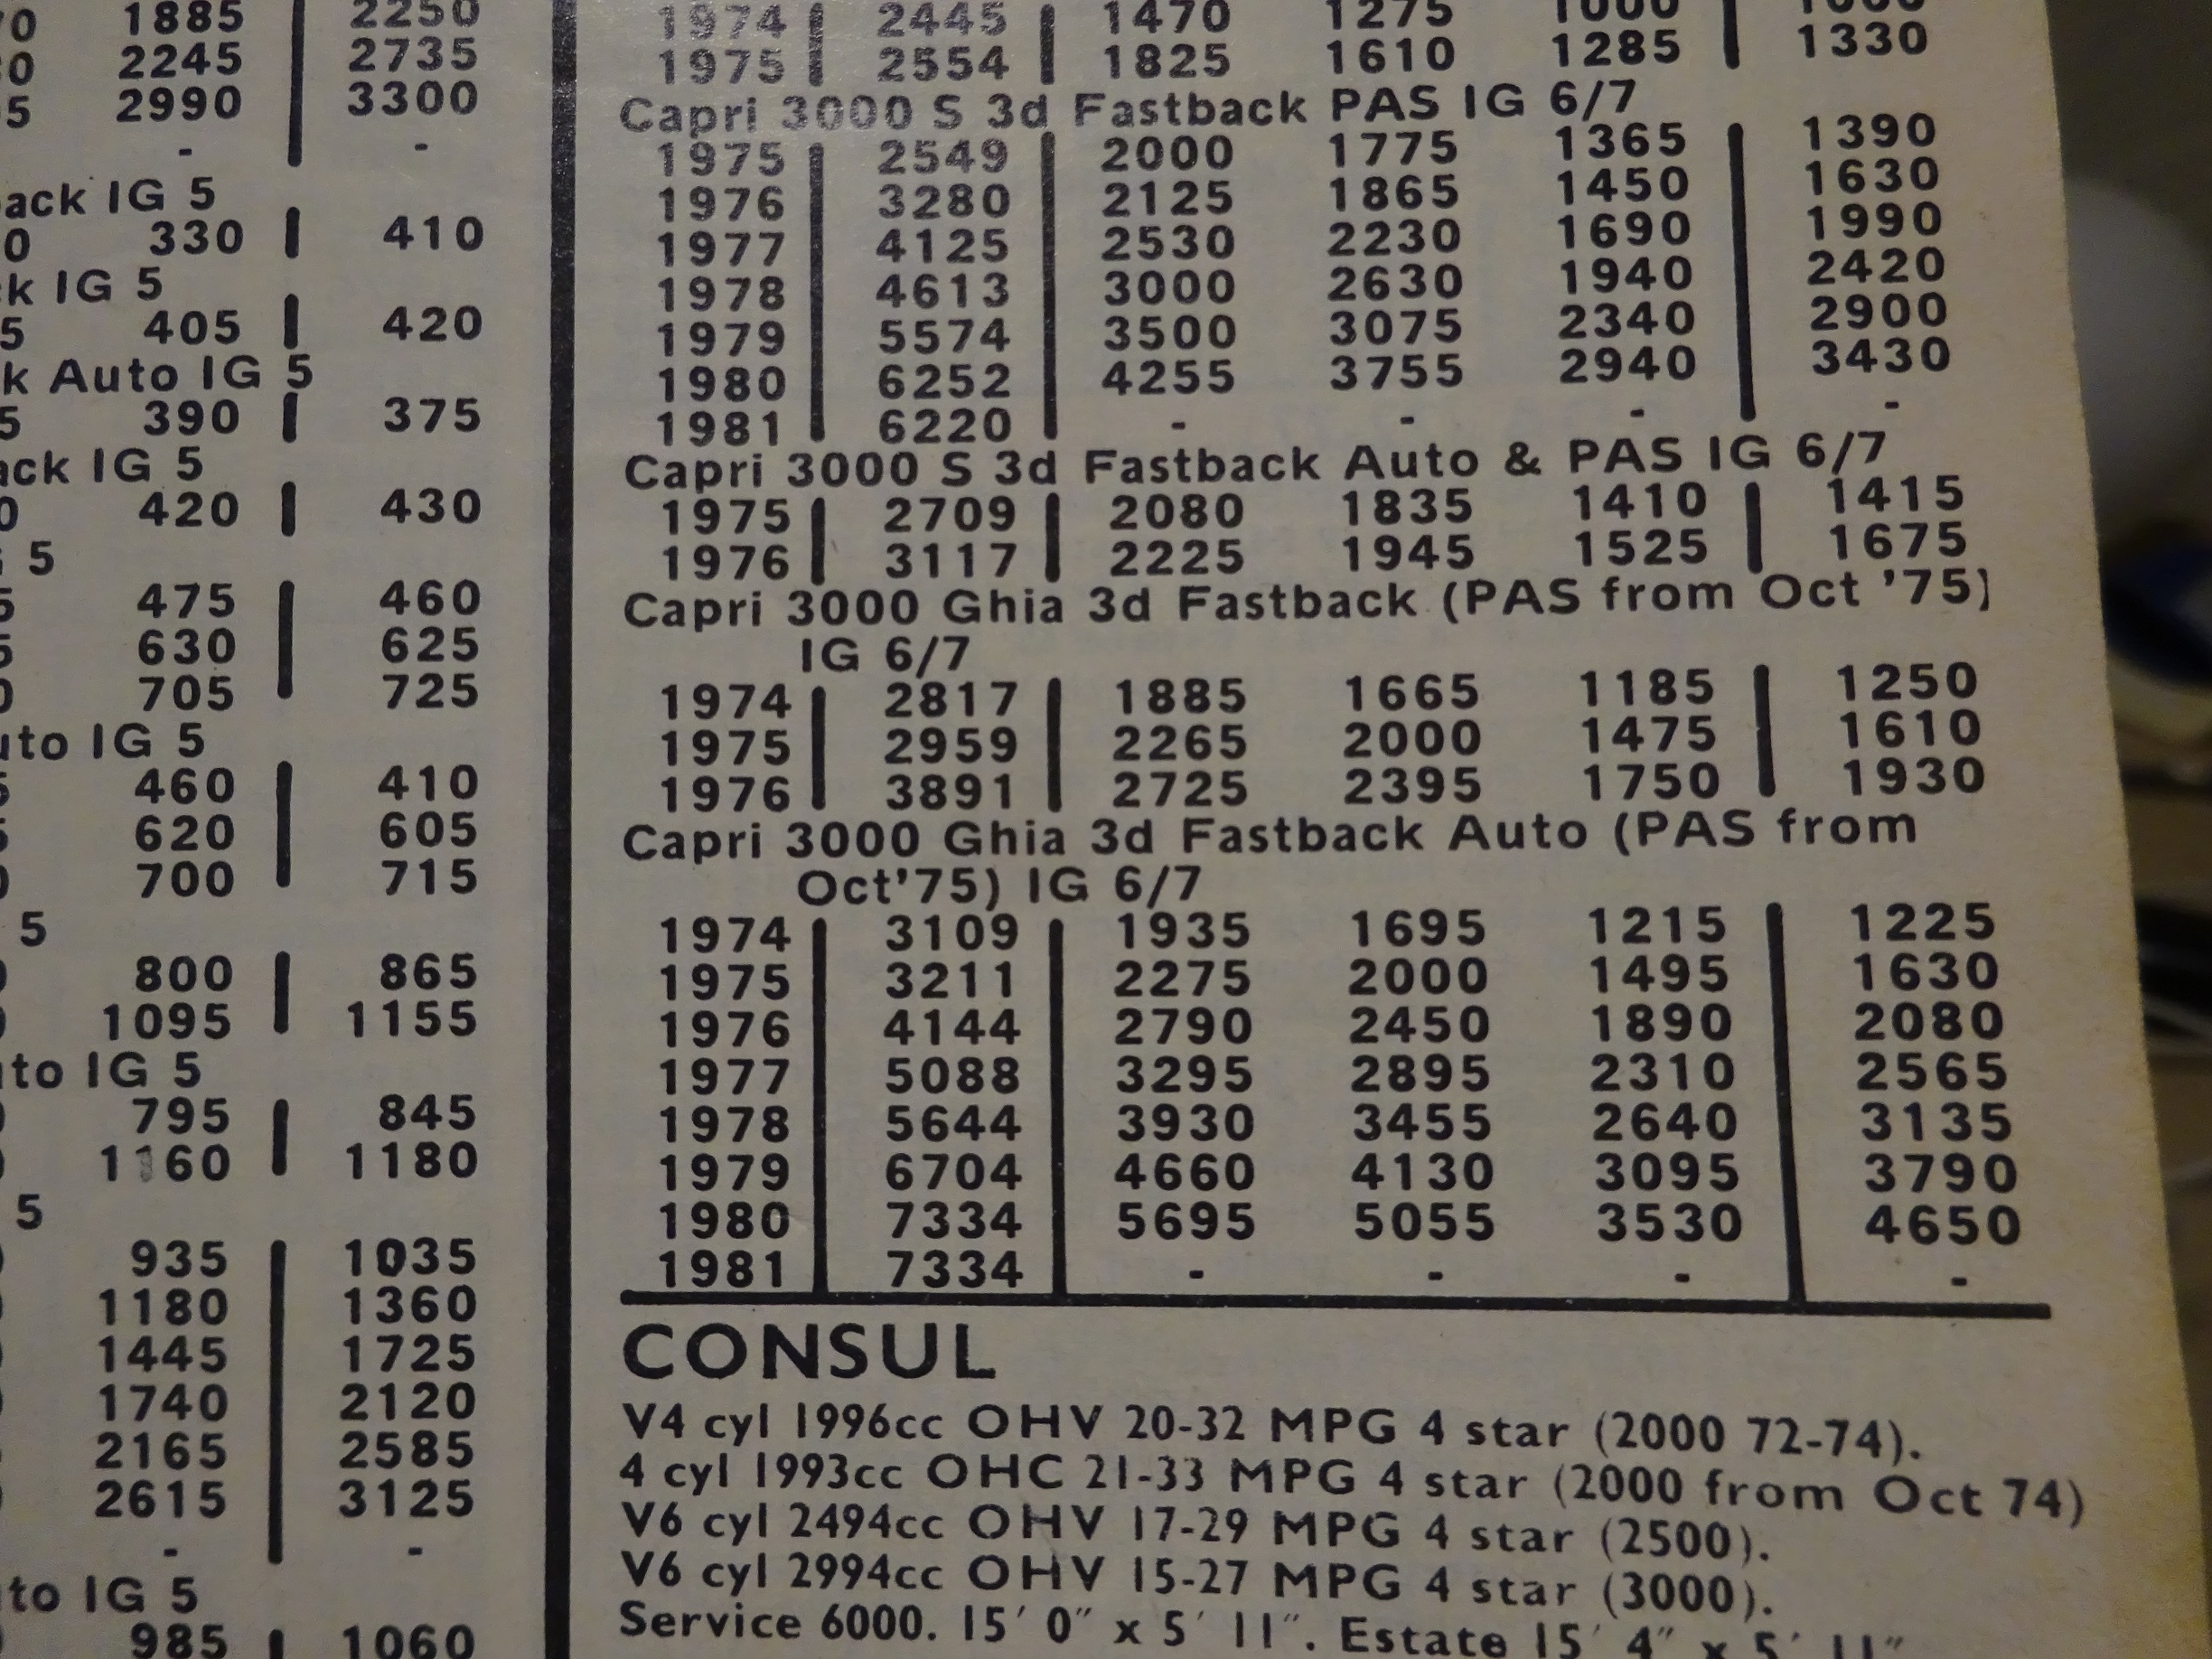 1885 2250
2245 2735
2990 3300
- -
ack IG 5
330 410
k IG 5
405 420
k Auto IG 5
390 375
ack IG 5
420 430
5
475 460
630 625
705 725
uto IG 5
460 410
620 605
700 715
5
800 865
1095 1155
to IG 5
795 845
1160 1180
5
935 1035
1180 1360
1445 1725
1740 2120
2165 2585
2615 3125
- -
to IG 5
985 1060
1974 2445 1470 1275
1975 2554 1825 1610 1285 1330
Capri 3000 S 3d Fastback PAS IG 6/7
1975 2549 2000 1775 1365 1390
1976 3280 2125 1865 1450 1630
1977 4125 2530 2230 1690 1990
1978 4613 3000 2630 1940 2420
1979 5574 3500 3075 2340 2900
1980 6252 4255 3755 2940 3430
1981 6220 - - - -
Capri 3000 S 3d Fastback Auto & PAS IG 6/7
1975 2709 2080 1835 1410 1415
1976 3117 2225 1945 1525 1675
Capri 3000 Ghia 3d Fastback (PAS from Oct '75)
IG 6/7
1974 2817 1885 1665 1185 1250
1975 2959 2265 2000 1475 1610
1976 3891 2725 2395 1750 1930
Capri 3000 Ghia 3d Fastback Auto (PAS from
Oct'75) IG 6/7
1974 3109 1935 1695 1215 1225
1975 3211 2275 2000 1495 1630
1976 4144 2790 2450 1890 2080
1977 5088 3295 2895 2310 2565
1978 5644 3930 3455 2640 3135
1979 6704 4660 4130 3095 3790
1980 7334 5695 5055 3530 4650
1981 7334 - - - -
CONSUL
V4 cyl 1996cc OHV 20-32 MPG 4 star (2000 72-74).
4 cyl 1993cc OHC 21-33 MPG 4 star (2000 from Oct 74)
V6 cyl 2494cc OHV 17-29 MPG 4 star (2500).
V6 cyl 2994cc OHV 15-27 MPG 4 star (3000).
Service 6000. 15' 0" x 5' 11". Estate 15' 4" x 5' 11"